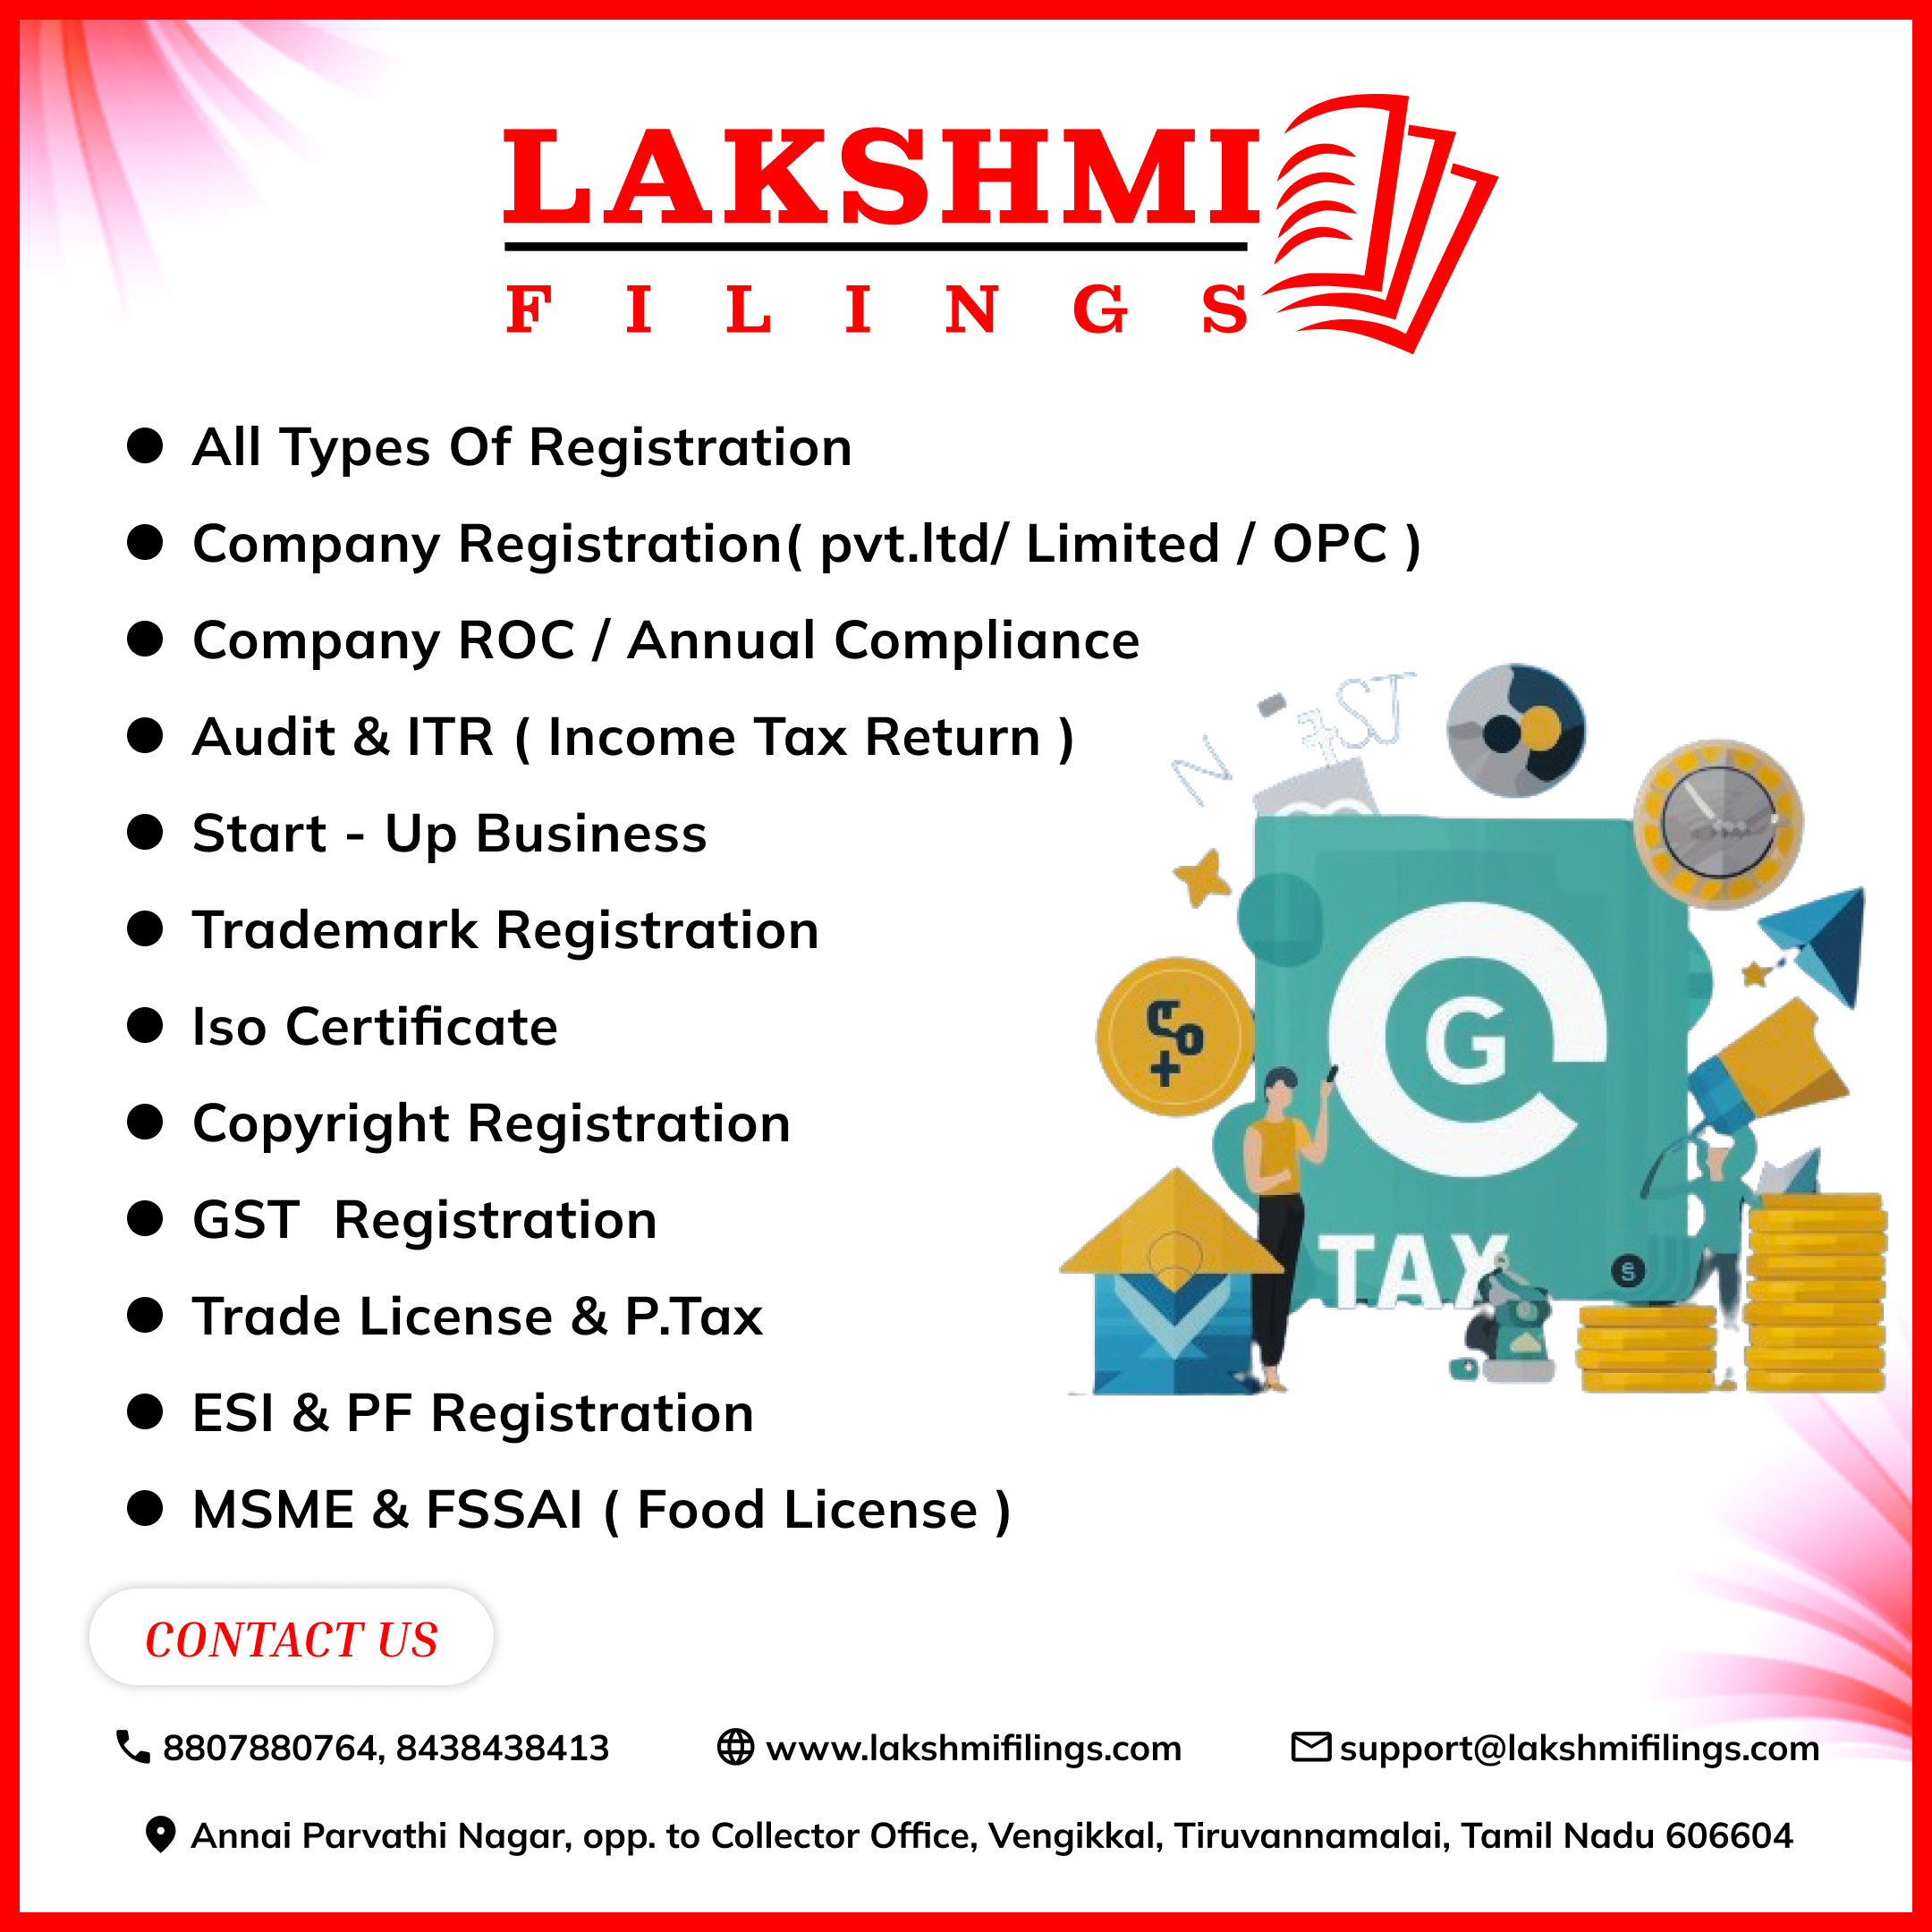 LAKSHMI
FILINGS
All Types Of Registration
Company Registration( pvt.ltd/ Limited / OPC )
Company ROC / Annual Compliance
Audit & ITR ( Income Tax Return )
Start - Up Business
Trademark Registration
Iso Certificate
Copyright Registration
GST Registration
Trade License & P.Tax
ESI & PF Registration
MSME & FSSAI ( Food License )
G
TAX
CONTACT US
8807880764, 8438438413
www.lakshmifilings.com
support@lakshmifilings.com
Annai Parvathi Nagar, opp. to Collector Office, Vengikkal, Tiruvannamalai, Tamil Nadu 606604